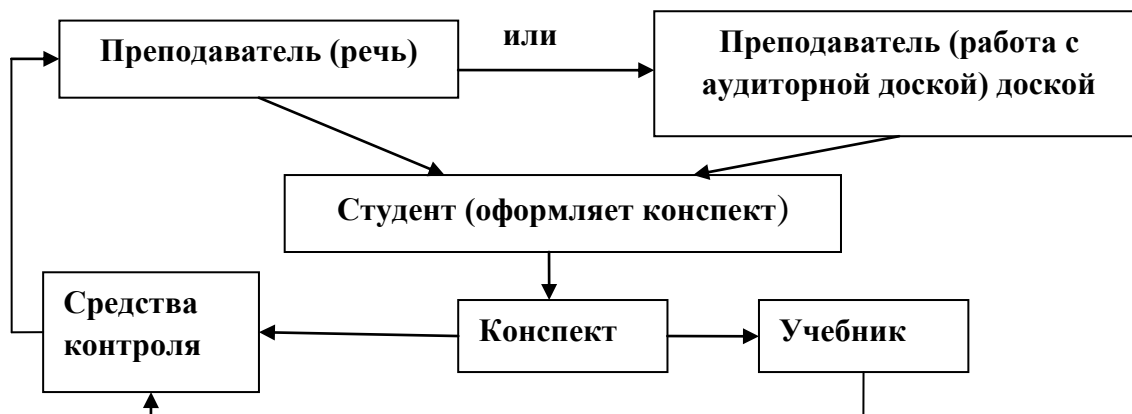 Преподаватель (речь)
или
Преподаватель (работа с
аудиторной доской) доской
Студент (оформляет конспект)
Средства
контроля
Конспект
Учебник